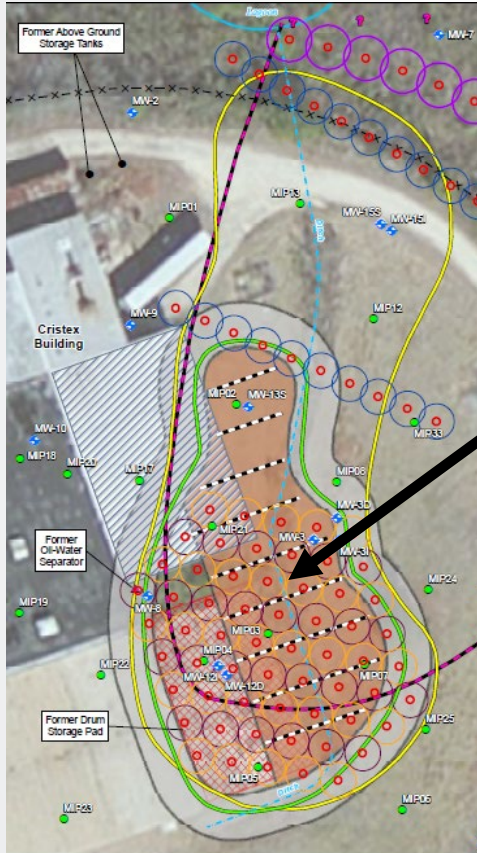 Lagoon
Former Above Ground
Storage Tanks
?
?
?
MW-7
MW-2
MIP13
MIP01
MW-15S
MW-15I
Ditch
MIP12
MW-9
Cristex
Building
MIP02
MW-13S
MIP33
MW-10
MIP18
MIP20
MIP17
MIP08
MW-3D
MIP21
MW-3
MW-3I
Former
Oil-Water
Separator
MW-8
MIP24
MIP19
MIP03
MIP04
MIP22
MW-12I
MW-12D
MIP07
Former Drum
Storage Pad
MIP25
MIP05
Ditch
MIP06
MIP23